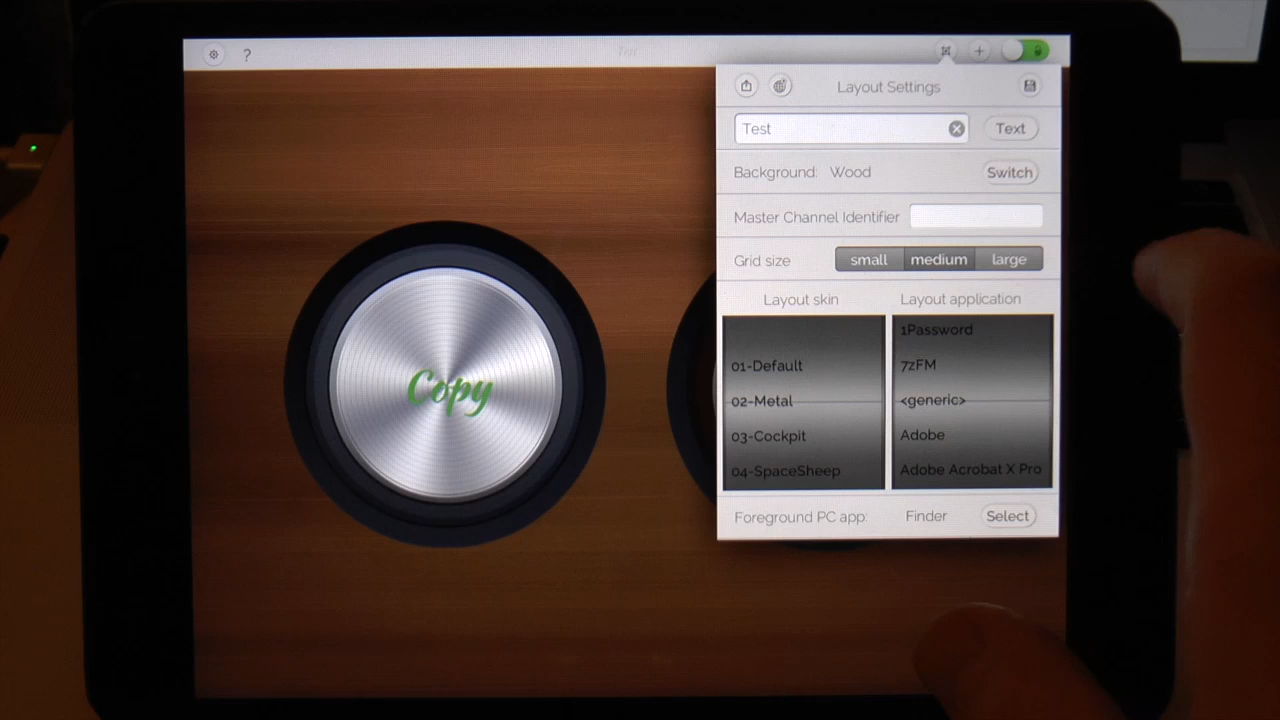 ?
Test
Layout Settings
Test
Text
Background: Wood
Switch
Master Channel Identifier
Grid size
small
medium
large
Layout skin
Layout application
01-Default
02-Metal
03-Cockpit
04-SpaceSheep
1Password
7zFM
<generic>
Adobe
Adobe Acrobat X Pro
Foreground PC app:
Finder
Select
Copy